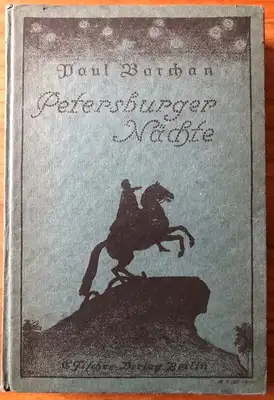 Paul Barchan
Petersburger
Nächte
S. Fischer Verlag Berlin